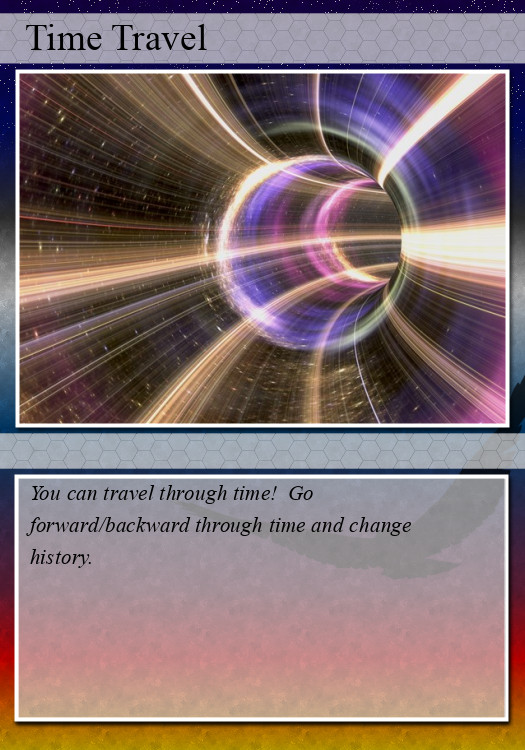 Time Travel
You can travel through time!  Go
forward/backward through time and change
history.